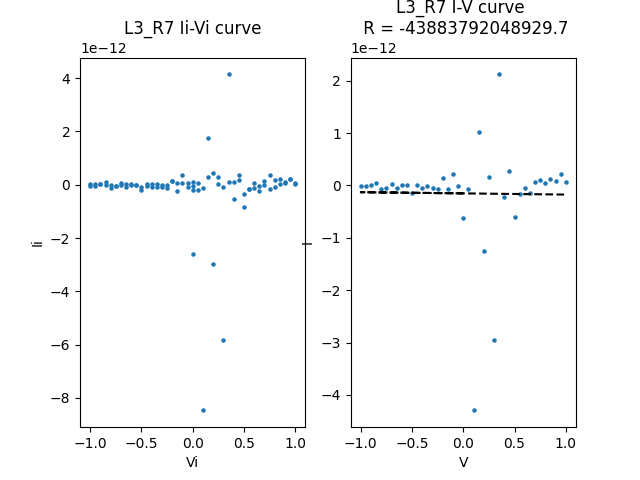 L3_R7 Ii-Vi curve
1e−12
4
2
0
−2
−4
−6
−8
Ii
−1.0 −0.5 0.0 0.5 1.0
Vi
L3_R7 I-V curve
R = -43883792048929.7
1e−12
2
1
0
−1
−2
−3
−4
I
−1.0 −0.5 0.0 0.5 1.0
V